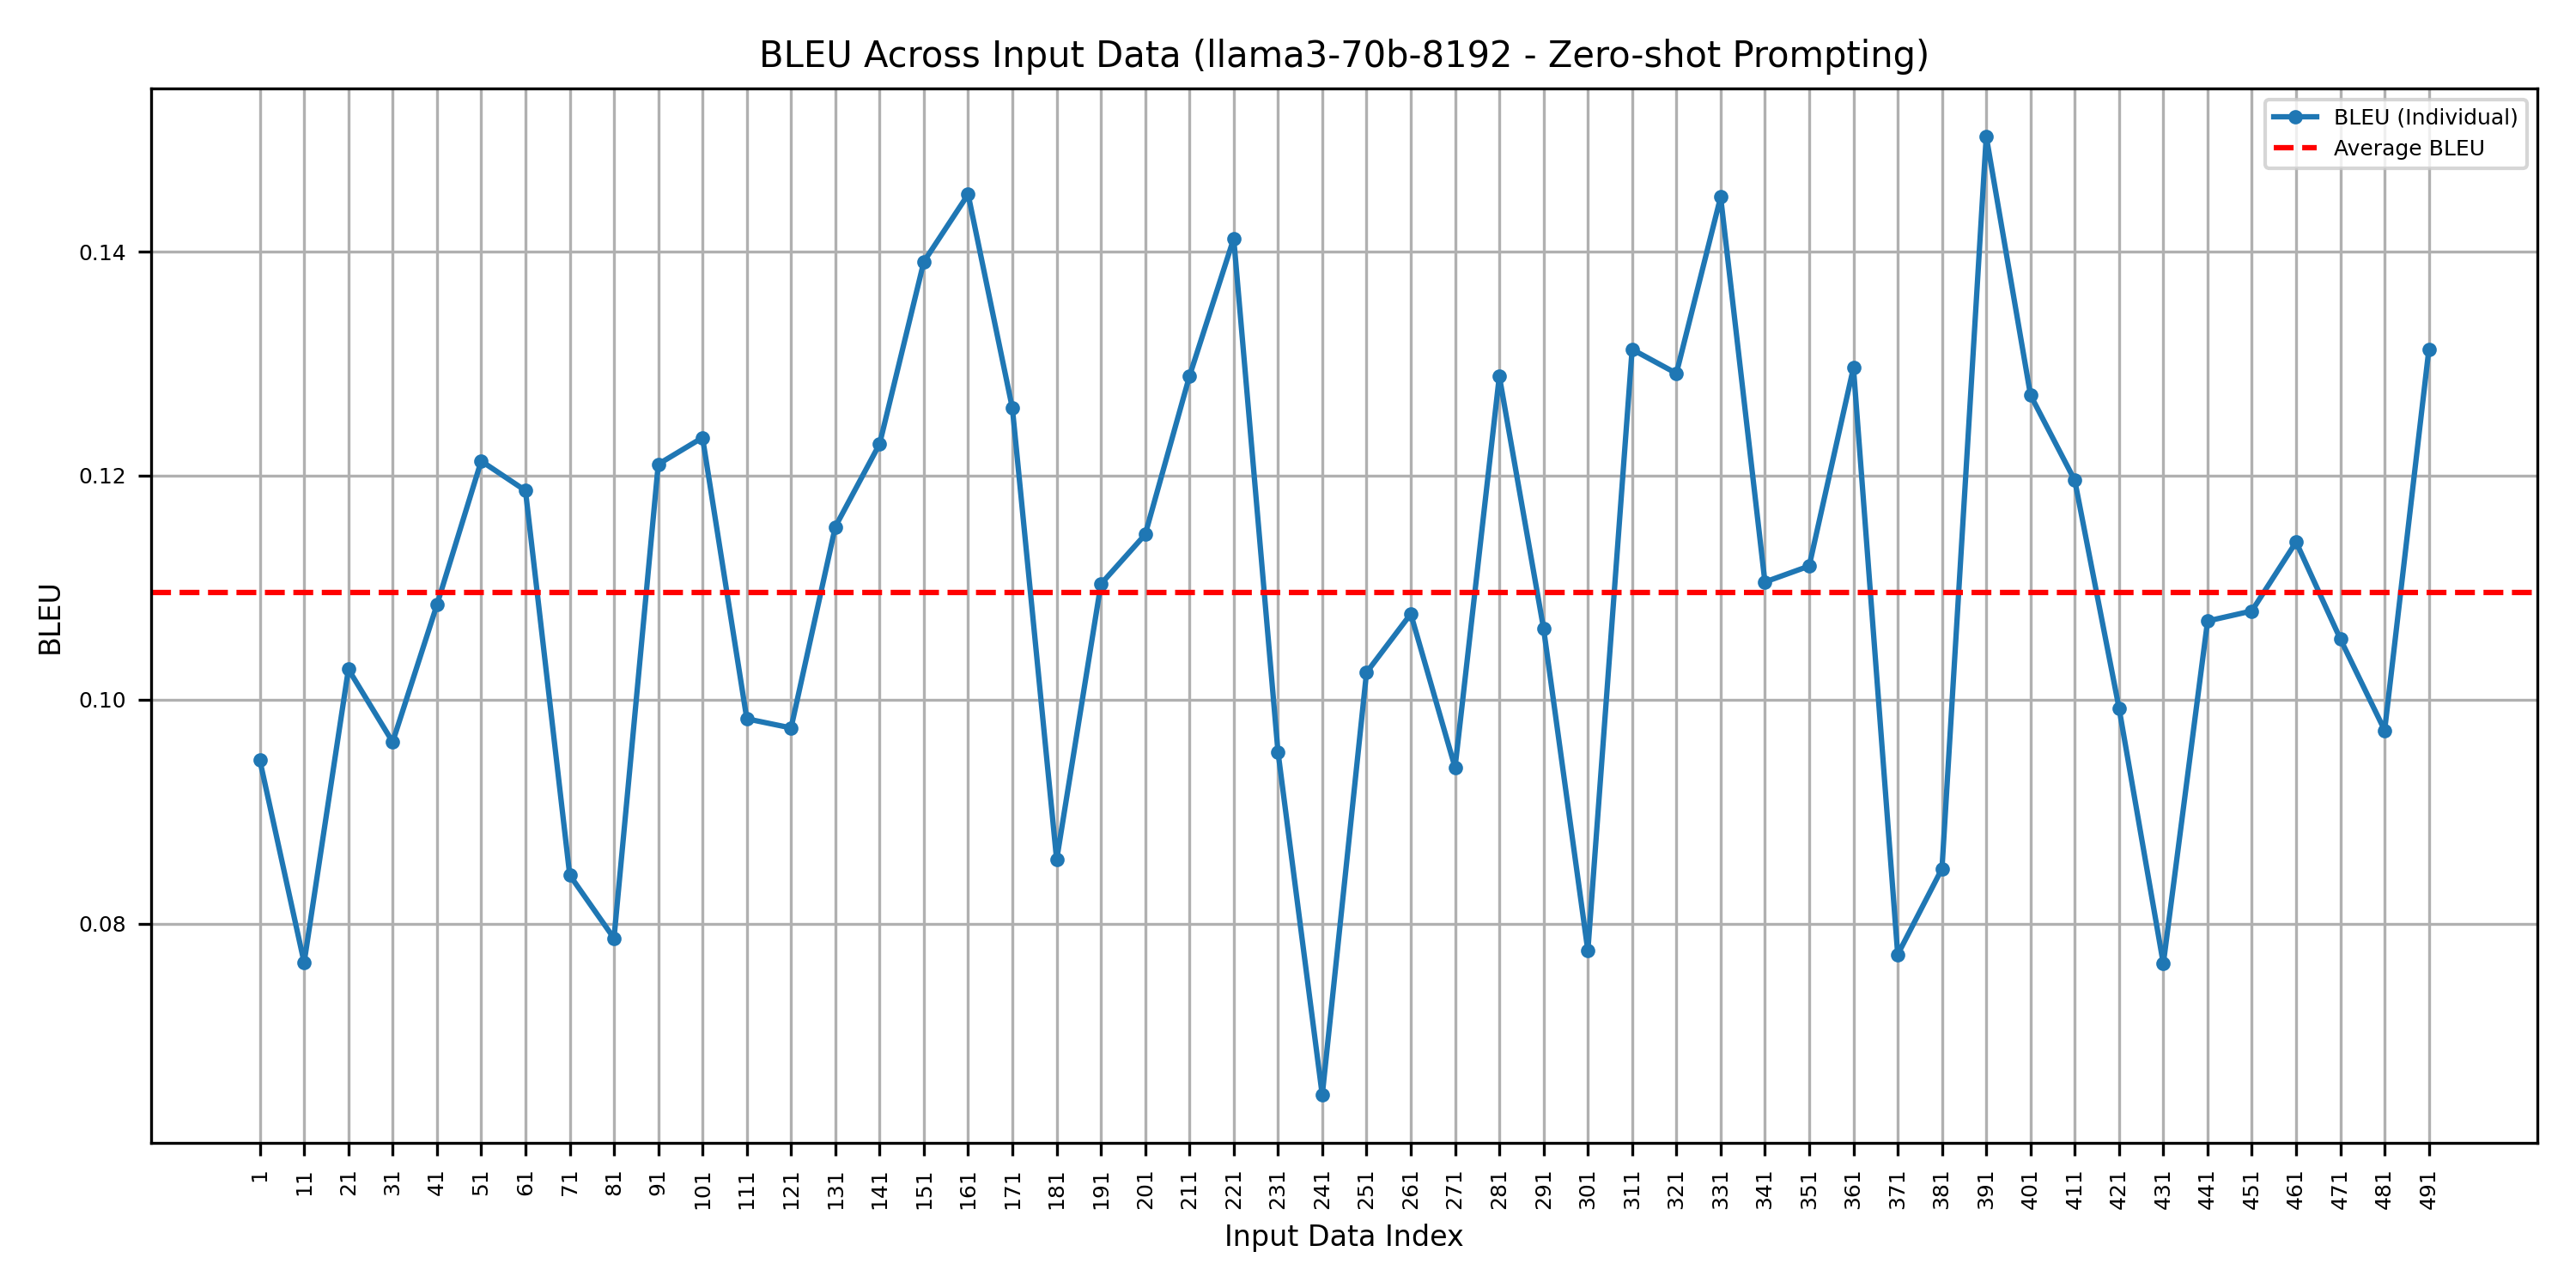 BLEU Across Input Data (llama3-70b-8192 - Zero-shot Prompting)
BLEU (Individual)
Average BLEU
0.14
0.12
0.10
0.08
BLEU
1 11 21 31 41 51 61 71 81 91 101 111 121 131 141 151 161 171 181 191 201 211 221 231 241 251 261 271 281 291 301 311 321 331 341 351 361 371 381 391 401 411 421 431 441 451 461 471 481 491
Input Data Index